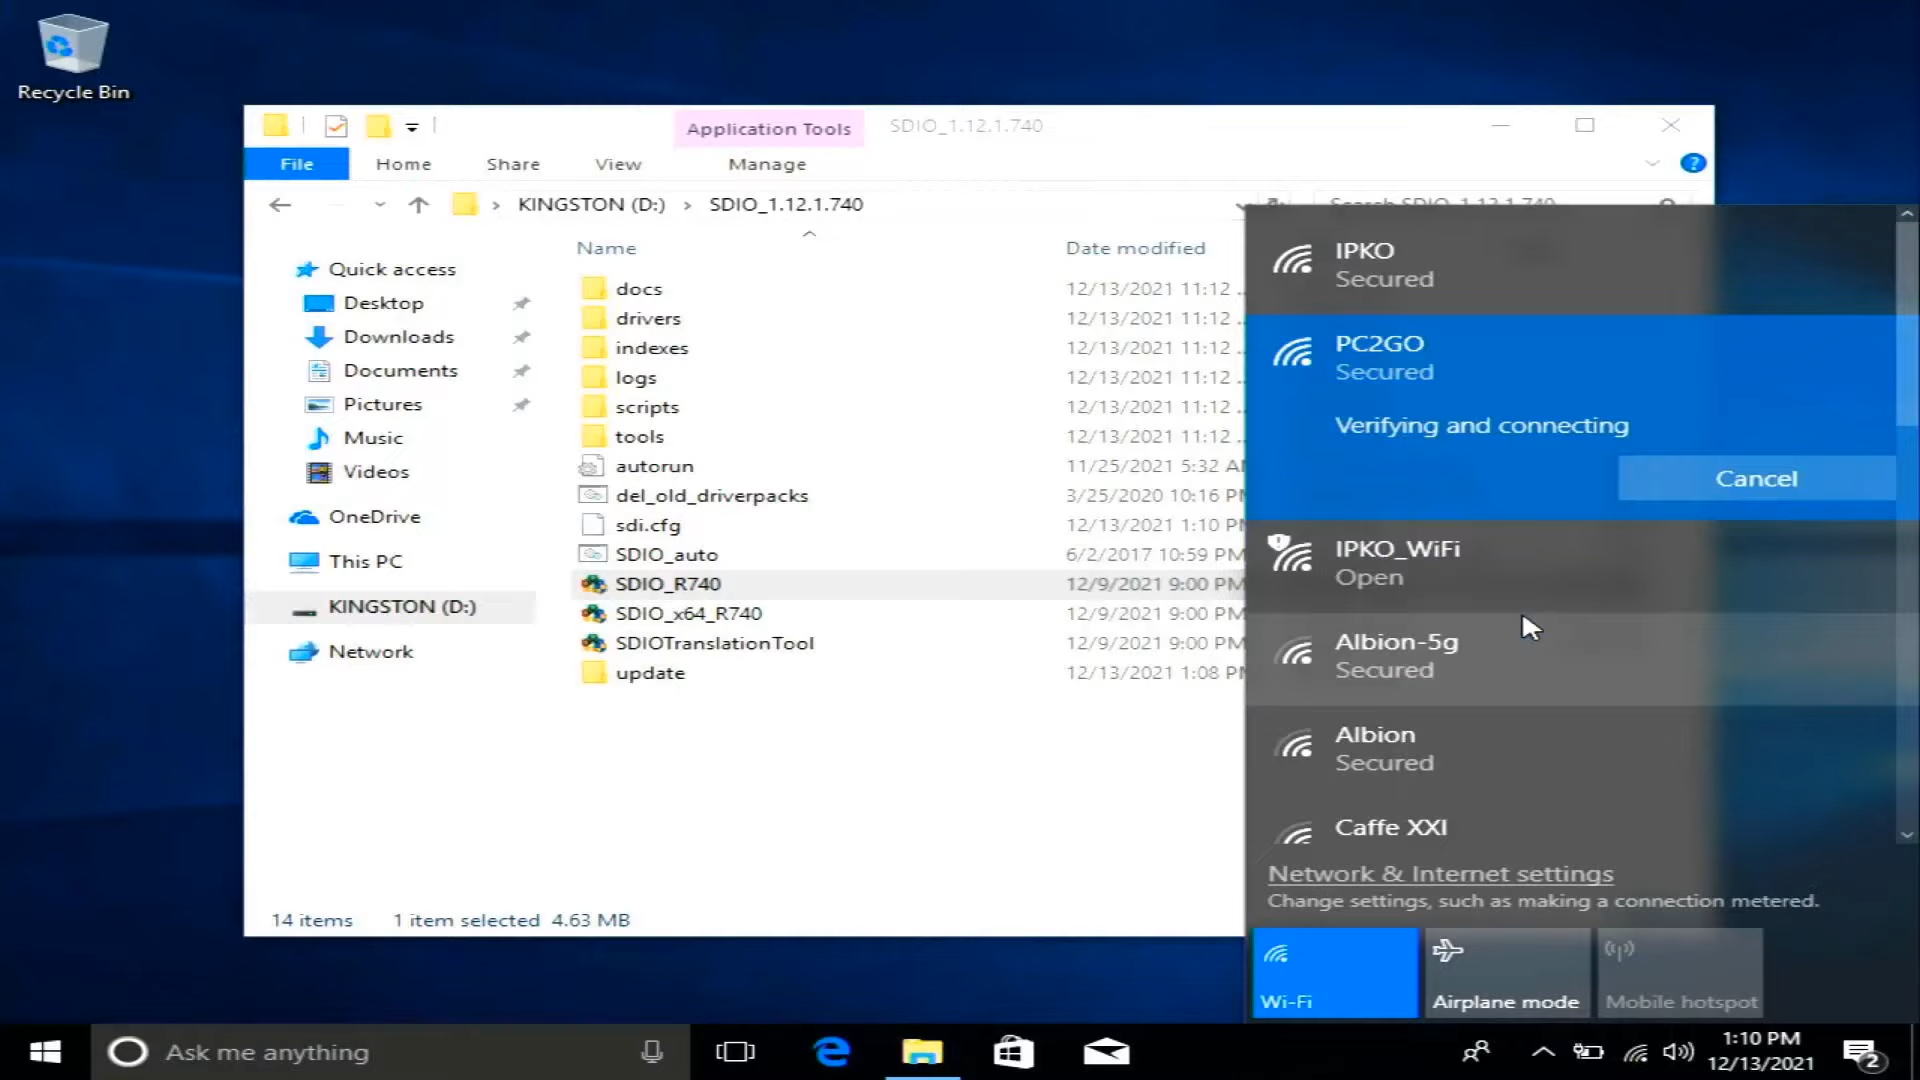 Recycle Bin
Application Tools
SDIO_1.12.1.740
File
Home
Share
View
Manage
?
KINGSTON (D:)
SDIO_1.12.1.740
Name
Date modified
Quick access
Desktop
Downloads
Documents
Pictures
Music
Videos
OneDrive
This PC
KINGSTON (D:)
Network
docs 12/13/2021 11:12 ..
drivers 12/13/2021 11:12 ..
indexes 12/13/2021 11:12 ..
logs 12/13/2021 11:12 ..
scripts 12/13/2021 11:12 ..
tools 12/13/2021 11:12 ..
autorun 11/25/2021 5:32 AM
del_old_driverpacks 3/25/2020 10:16 PM
sdi.cfg 12/13/2021 1:10 PM
SDIO_auto 6/2/2017 10:59 PM
SDIO_R740 12/9/2021 9:00 PM
SDIO_x64_R740 12/9/2021 9:00 PM
SDIOTranslationTool 12/9/2021 9:00 PM
update 12/13/2021 1:08 PM
14 items 1 item selected 4.63 MB
IPKO
Secured
PC2GO
Secured
Verifying and connecting
Cancel
IPKO_WiFi
Open
Albion-5g
Secured
Albion
Secured
Caffe XXI
Network & Internet settings
Change settings, such as making a connection metered.
Wi-Fi
Airplane mode
Mobile hotspot
Ask me anything
1:10 PM
12/13/2021
2